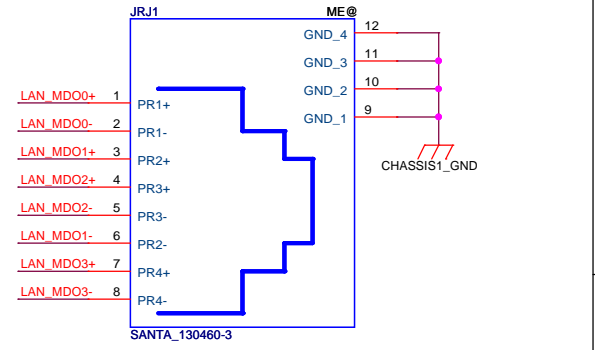 JRJ1 ME@
GND_4 12
GND_3 11
GND_2 10
GND_1 9
CHASSIS1_GND
LAN_MDO0+ 1 PR1+
LAN_MDO0- 2 PR1-
LAN_MDO1+ 3 PR2+
LAN_MDO2+ 4 PR3+
LAN_MDO2- 5 PR3-
LAN_MDO1- 6 PR2-
LAN_MDO3+ 7 PR4+
LAN_MDO3- 8 PR4-
SANTA_130460-3